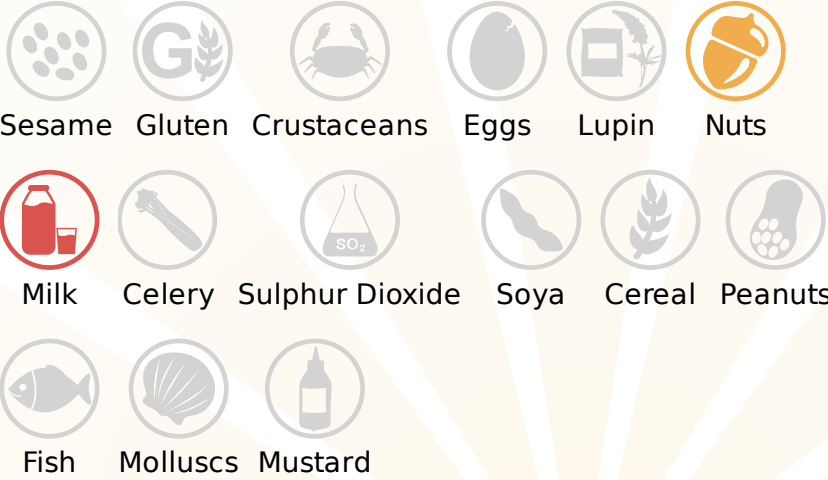 G
Sesame Gluten Crustaceans Eggs Lupin Nuts
SO₂
Milk Celery Sulphur Dioxide Soya Cereal Peanuts
Fish Molluscs Mustard